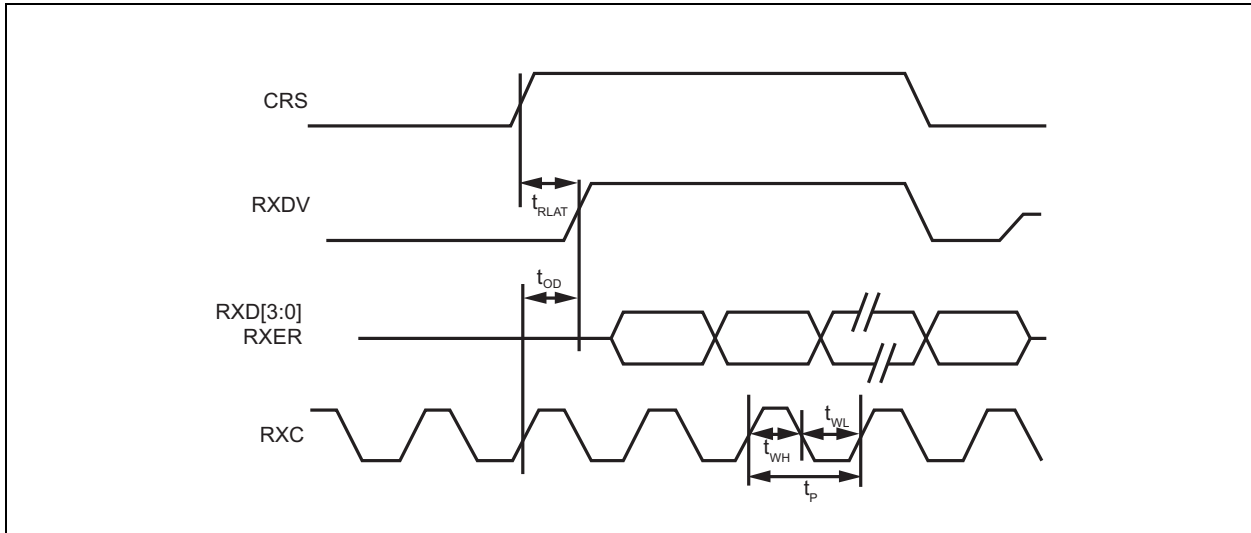 CRS
RXDV
tRLAT
tOD
RXD[3:0]
RXER
RXC
tWL
tWH
tP